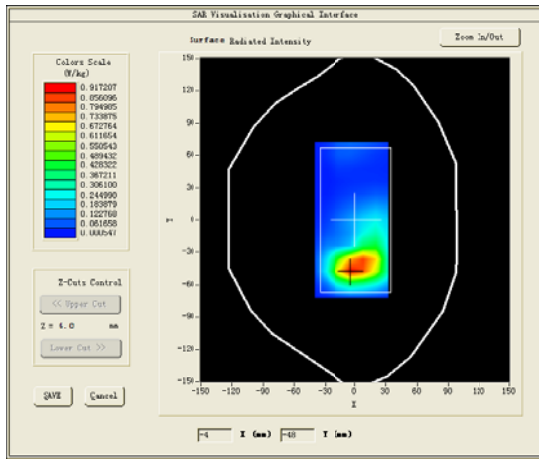 SAR Visualisation Graphical Interface
Surface Radiated Intensity
Zoom In/Out
Colors Scale
(W/kg)
0.917207
0.856096
0.794985
0.733875
0.672764
0.611654
0.550543
0.489432
0.428322
0.367211
0.306100
0.244990
0.183879
0.122768
0.061658
0.000547
150
120
90
60
30
0
-30
-60
-90
-120
-150
Y
-150 -120 -90 -60 -30 0 30 60 90 120 150
X
Z-Cuts Control
<< Upper Cut
Z = 4.0 mm
Lower Cut >>
SAVE
Cancel
-4 X (mm) -48 Y (mm)